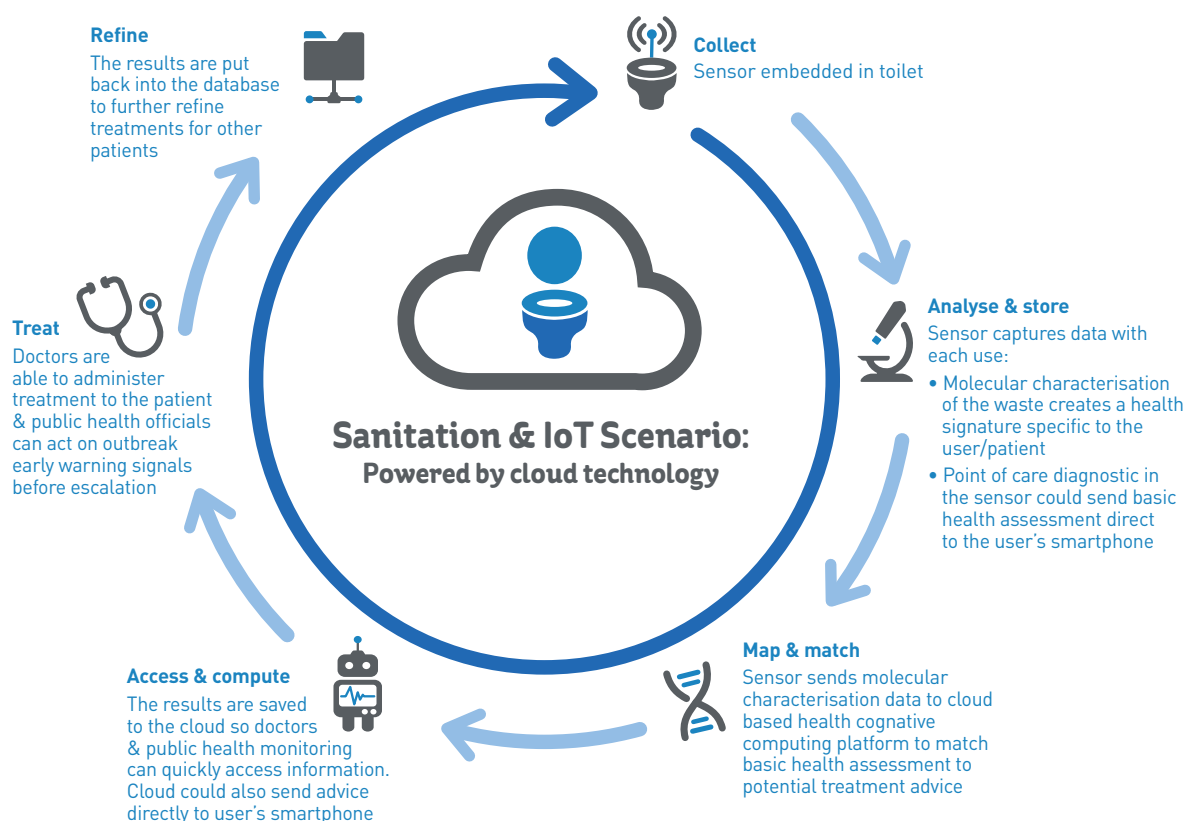 Refine
The results are put
back into the database
to further refine
treatments for other
patients
Collect
Sensor embedded in toilet
Analyse & store
Sensor captures data with
each use:
• Molecular characterisation
of the waste creates a health
signature specific to the
user/patient
• Point of care diagnostic in
the sensor could send basic
health assessment direct
to the user's smartphone
Treat
Doctors are
able to administer
treatment to the patient
& public health officials
can act on outbreak
early warning signals
before escalation
Sanitation & IoT Scenario:
Powered by cloud technology
Map & match
Sensor sends molecular
characterisation data to cloud
based health cognitive
computing platform to match
basic health assessment to
potential treatment advice
Access & compute
The results are saved
to the cloud so doctors
& public health monitoring
can quickly access information.
Cloud could also send advice
directly to user's smartphone